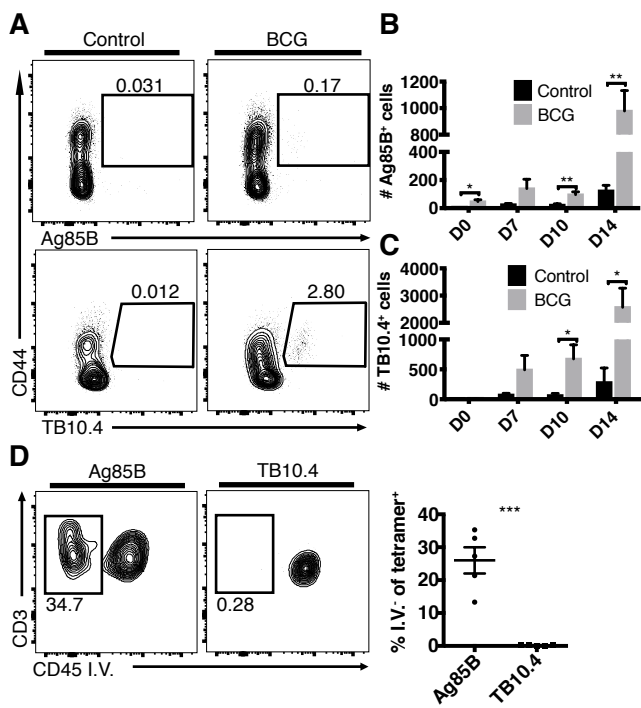 A
Control
BCG
0.031
0.17
Ag85B
0.012
2.80
CD44
TB10.4
B
# Ag85B⁺ cells
1200
1000
800
400
200
0
Control
BCG
*
**
**
D0
D7
D10
D14
C
# TB10.4⁺ cells
4000
3000
2000
1000
500
0
Control
BCG
*
*
D0
D7
D10
D14
D
Ag85B
TB10.4
34.7
0.28
CD3
CD45 I.V.
% I.V.⁻ of tetramer⁺
40
30
20
10
0
***
Ag85B
TB10.4